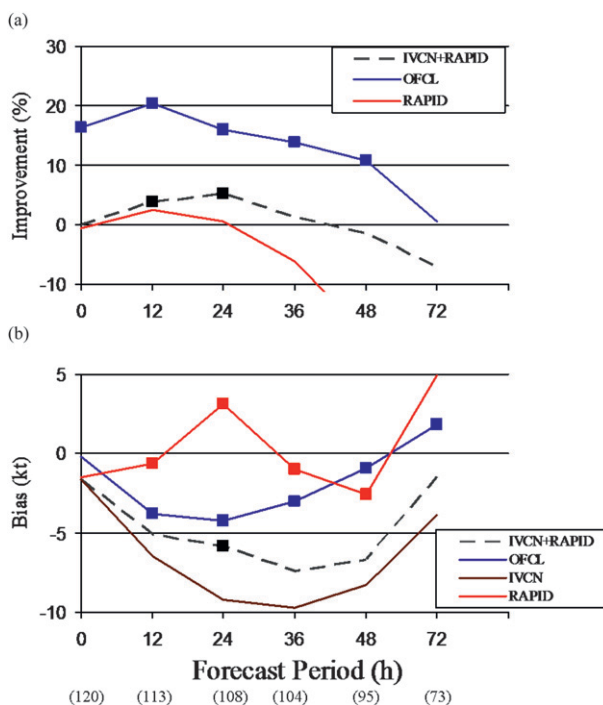 (a)
30
20
10
0
-10
Improvement (%)
IVCN+RAPID
OFCL
RAPID
0 12 24 36 48 72
(b)
5
0
-5
-10
Bias (kt)
IVCN+RAPID
OFCL
IVCN
RAPID
0 12 24 36 48 72
Forecast Period (h)
(120) (113) (108) (104) (95) (73)